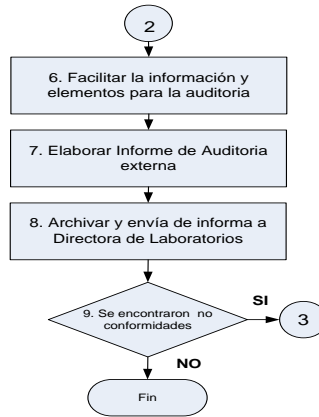 2
6. Facilitar la información y
elementos para la auditoria
7. Elaborar Informe de Auditoria
externa
8. Archivar y envía de informa a
Directora de Laboratorios
9. Se encontraron  no
conformidades
SI
3
NO
Fin